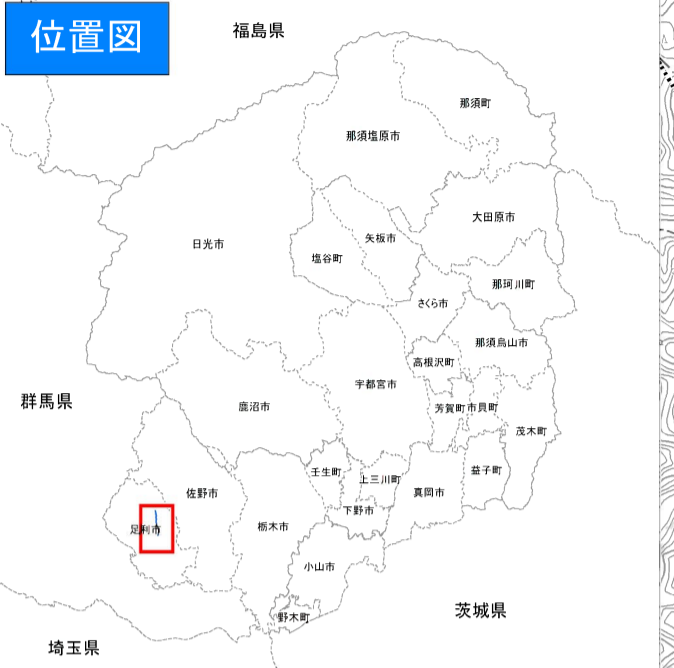 位置図
福島県
那須町
那須塩原市
大田原市
矢板市
日光市
塩谷町
那珂川町
さくら市
那須烏山市
高根沢町
宇都宮市
群馬県
鹿沼市
芳賀町
市貝町
茂木町
壬生町
上三川町
益子町
佐野市
真岡市
下野市
足利市
栃木市
小山市
茨城県
野木町
埼玉県